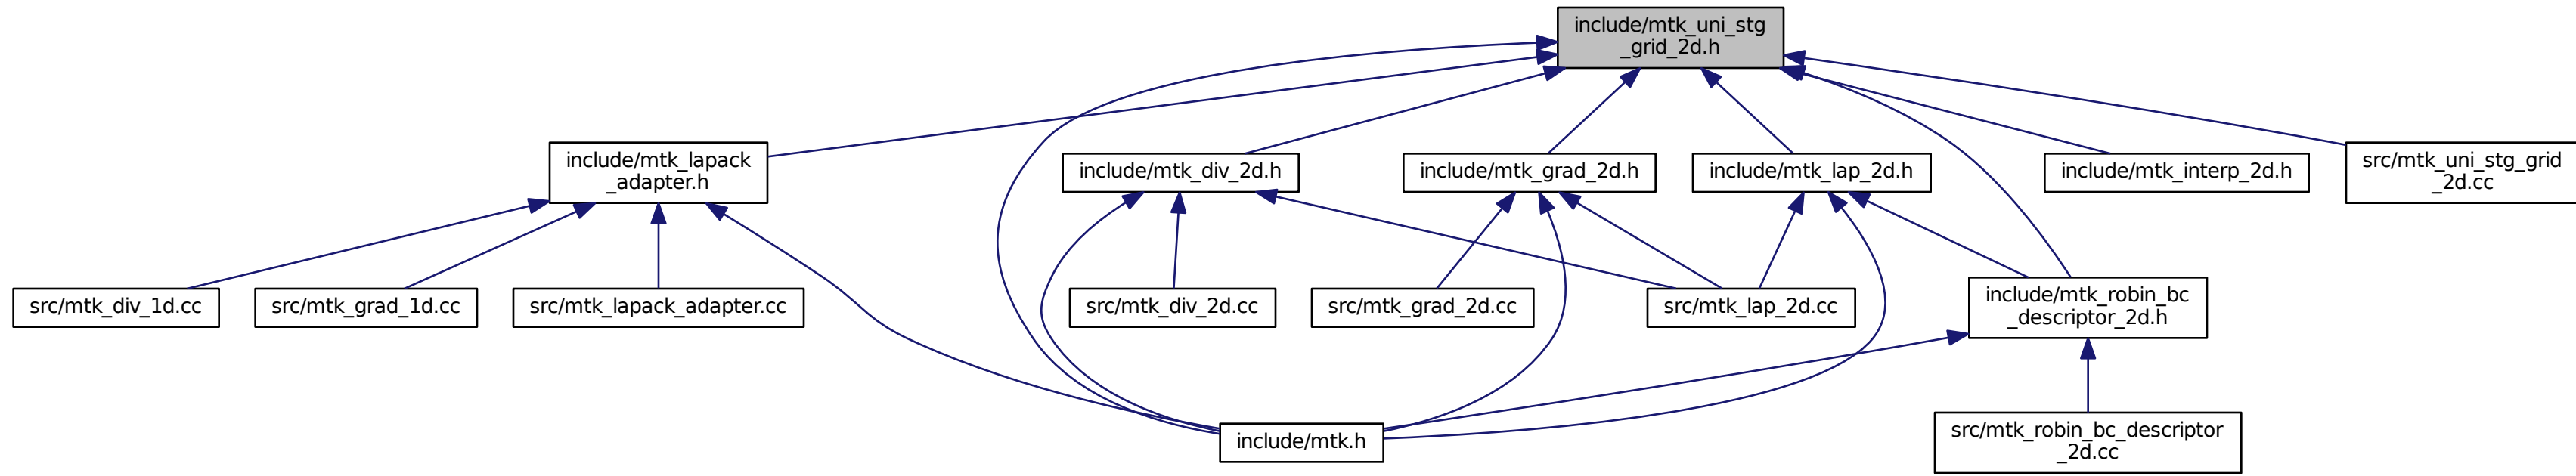 include/mtk_uni_stg
_grid_2d.h
include/mtk_lapack
_adapter.h
include/mtk_div_2d.h
include/mtk_grad_2d.h
include/mtk_lap_2d.h
include/mtk_interp_2d.h
src/mtk_uni_stg_grid
_2d.cc
src/mtk_div_1d.cc
src/mtk_grad_1d.cc
src/mtk_lapack_adapter.cc
src/mtk_div_2d.cc
src/mtk_grad_2d.cc
src/mtk_lap_2d.cc
include/mtk_robin_bc
_descriptor_2d.h
include/mtk.h
src/mtk_robin_bc_descriptor
_2d.cc